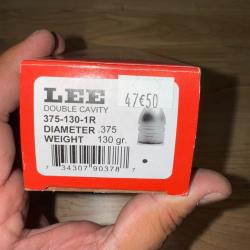 LEE
DOUBLE CAVITY
47€50
375-130-1R
DIAMETER .375
WEIGHT 130 gr.
7 34307 90378 7